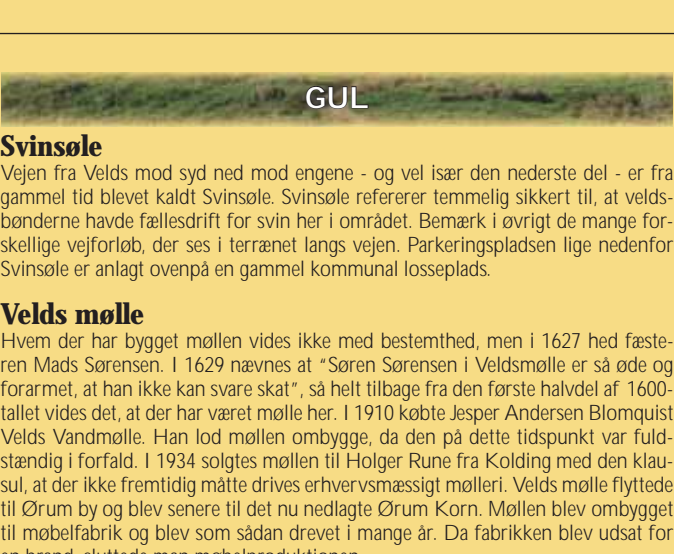 GUL
Svinsøle
Vejen fra Velds mod syd ned mod engene - og vel især den nederste del - er fra
gammel tid blevet kaldt Svinsøle. Svinsøle refererer temmelig sikkert til, at velds-
bønderne havde fællesdrift for svin her i området. Bemærk i øvrigt de mange for-
skellige vejforløb, der ses i terrænet langs vejen. Parkeringspladsen lige nedenfor
Svinsøle er anlagt ovenpå en gammel kommunal losseplads.
Velds mølle
Hvem der har bygget møllen vides ikke med bestemthed, men i 1627 hed fæste-
ren Mads Sørensen. I 1629 nævnes at “Søren Sørensen i Veldsmølle er så øde og
forarmet, at han ikke kan svare skat”, så helt tilbage fra den første halvdel af 1600-
tallet vides det, at der har været mølle her. I 1910 købte Jesper Andersen Blomquist
Velds Vandmølle. Han lod møllen ombygge, da den på dette tidspunkt var fuld-
stændig i forfald. I 1934 solgtes møllen til Holger Rune fra Kolding med den klau-
sul, at der ikke fremtidig måtte drives erhvervsmæssigt mølleri. Velds mølle flyttede
til Ørum by og blev senere til det nu nedlagte Ørum Korn. Møllen blev ombygget
til møbelfabrik og blev som sådan drevet i mange år. Da fabrikken blev udsat for
en brand, sluttede man møbelproduktionen.